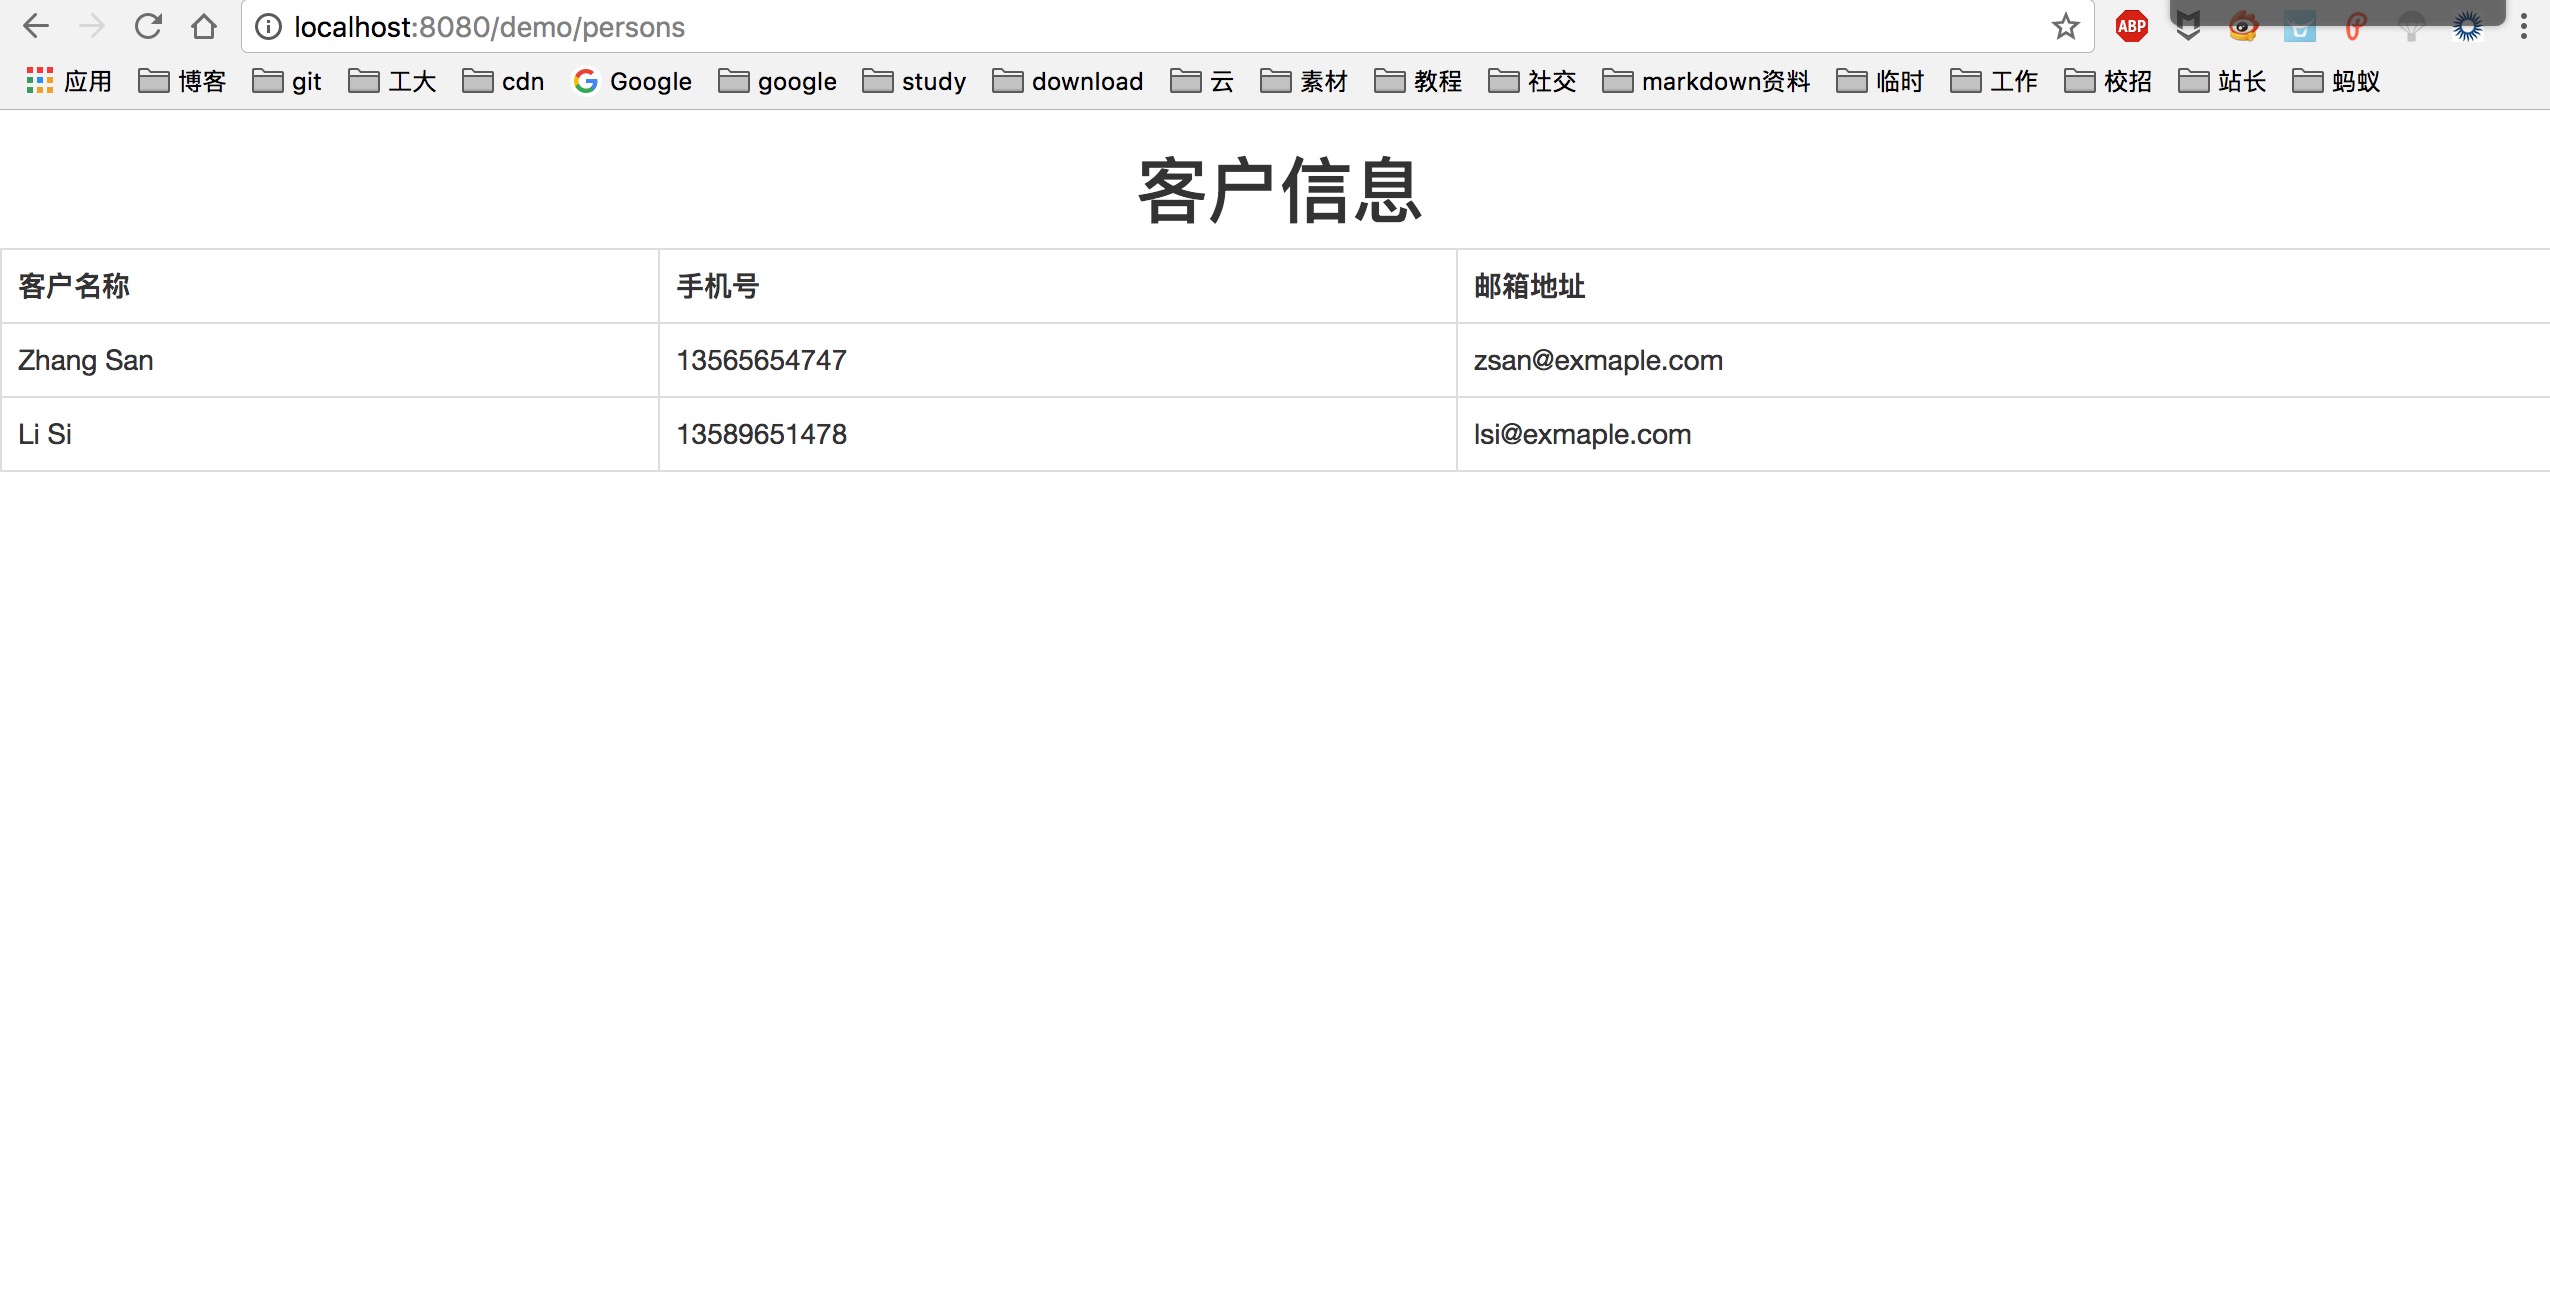 localhost:8080/demo/persons ABP
应用 博客 git 工大 cdn Google google study download 云 素材 教程 社交 markdown资料 临时 工作 校招 站长 蚂蚁
客户信息
客户名称 手机号 邮箱地址
Zhang San 13565654747 zsan@exmaple.com
Li Si 13589651478 lsi@exmaple.com